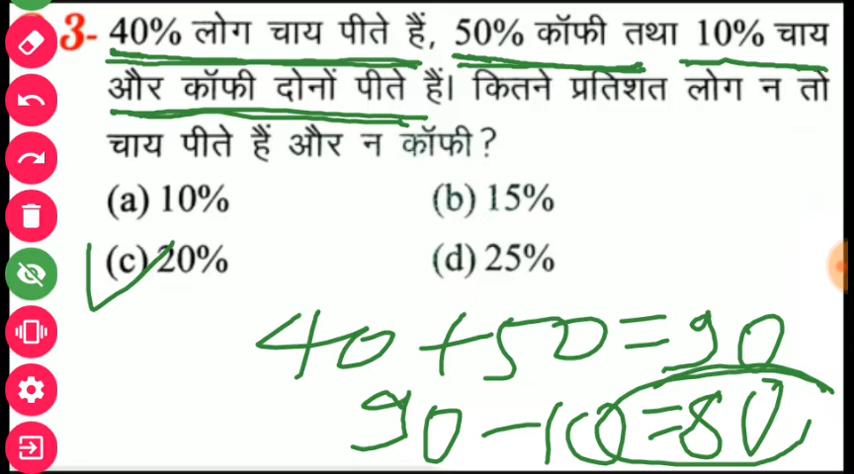 3- 40% लोग चाय पीते हैं, 50% कॉफी तथा 10% चाय
और कॉफी दोनों पीते हैं। कितने प्रतिशत लोग न तो
चाय पीते हैं और न कॉफी?
(a) 10% (b) 15%
(c) 20% (d) 25%
40+50=90
90-10=80